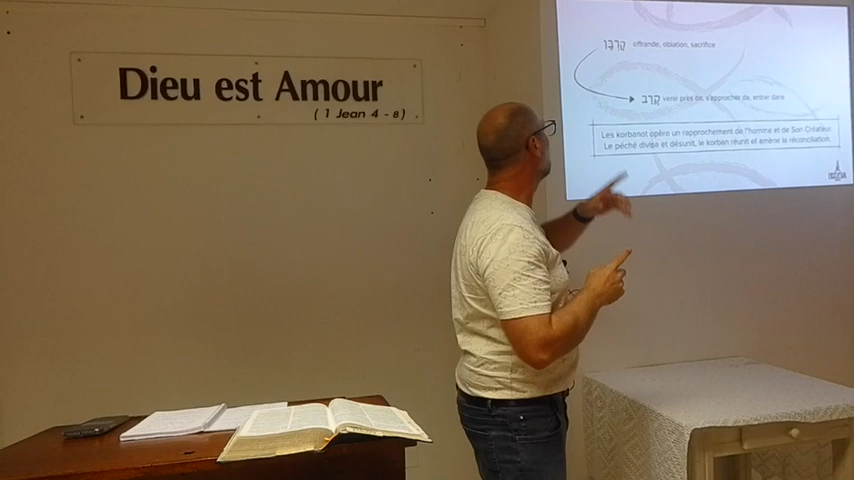 Dieu est Amour
( 1 Jean 4 - 8 )
קָרְבָּן offrande, oblation, sacrifice
קָרַב venir près de, s'approcher de, entrer dans
Les korbanot opère un rapprochement de l'homme et de Son Créateur.
Le péché divise et désunit, le korban réunit et amène la réconciliation.